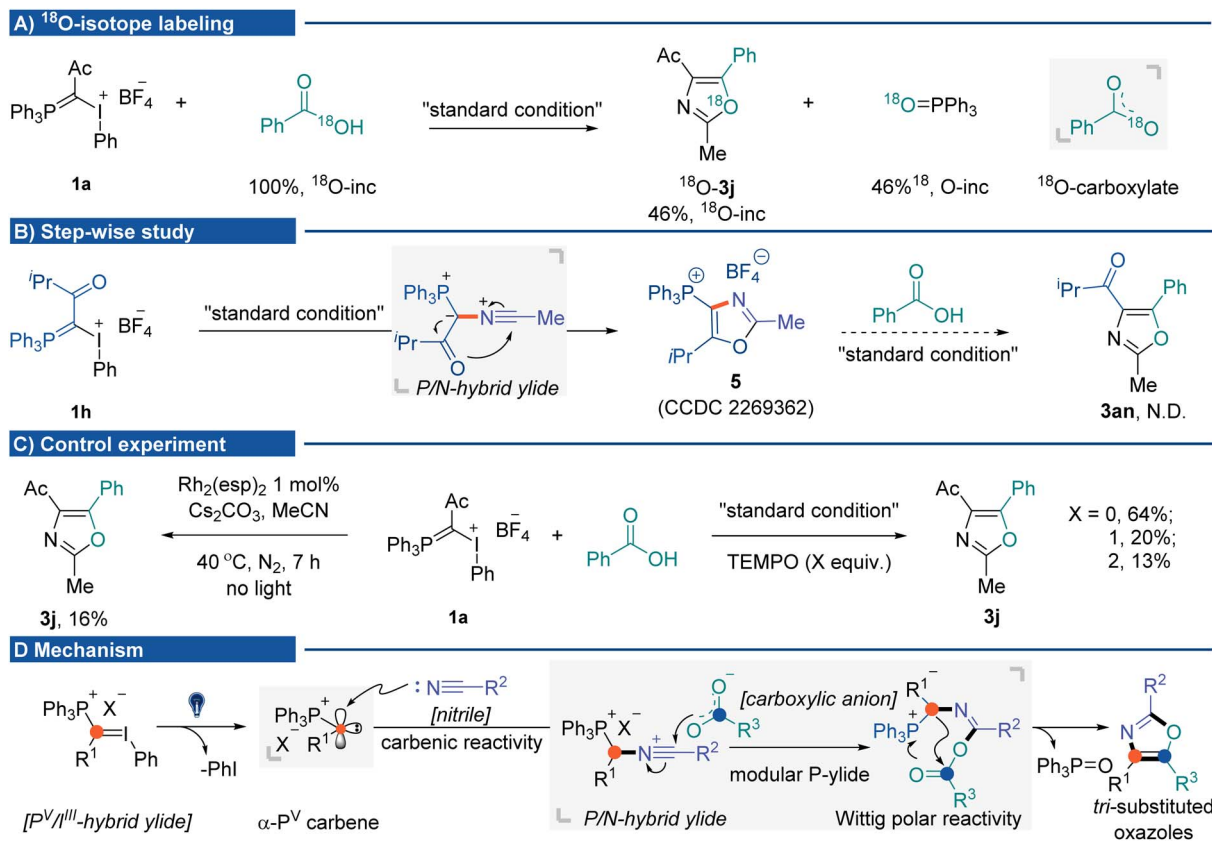 A) ¹⁸O-isotope labeling
Ac
Ph₃P
I⁺
Ph
BF₄⁻
+
Ph
O
¹⁸OH
"standard condition"
Ac
Ph
N
¹⁸O
Me
+
¹⁸O=PPh₃
Ph
O
¹⁸O
1a
100%, ¹⁸O-inc
¹⁸O-3j
46%, ¹⁸O-inc
46%¹⁸, O-inc
¹⁸O-carboxylate
B) Step-wise study
ⁱPr
O
Ph₃P
I⁺
Ph
BF₄⁻
1h
"standard condition"
Ph₃P⁺
−
N⁺
Me
ⁱPr
O
P/N-hybrid ylide
Ph₃P⊕
BF₄⊖
N
Me
O
iPr
5
(CCDC 2269362)
Ph
O
OH
"standard condition"
O
ⁱPr
Ph
N
O
Me
3an, N.D.
C) Control experiment
Ac
Ph
N
O
Me
3j, 16%
Rh₂(esp)₂ 1 mol%
Cs₂CO₃, MeCN
40 °C, N₂, 7 h
no light
Ac
Ph₃P
I⁺
Ph
BF₄⁻
1a
+
Ph
O
OH
"standard condition"
TEMPO (X equiv.)
Ac
Ph
N
O
Me
3j
X = 0, 64%;
1, 20%;
2, 13%
D Mechanism
Ph₃P⁺
X⁻
R¹
I
Ph
[Pⱽ/Iᴵᴵᴵ-hybrid ylide]
-PhI
Ph₃P⁺
X⁻
R¹
α-Pⱽ carbene
:N≡C-R²
[nitrile]
carbenic reactivity
Ph₃P⁺
X⁻
N⁺
R²
R¹
P/N-hybrid ylide
O⁻
O
R³
[carboxylic anion]
modular P-ylide
R¹
−
Ph₃P⁺
N
R²
O
O
R³
Wittig polar reactivity
Ph₃P=O
R²
N
O
R¹
R³
tri-substituted
oxazoles